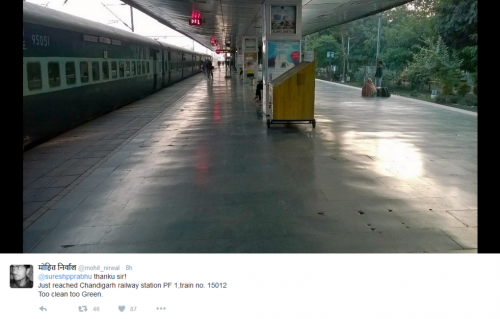 95051
मोहित निर्वाल @mohit_nirwal · 8h
@sureshpprabhu thanku sir!
Just reached Chandigarh railway station PF 1,train no. 15012
Too clean too Green.
46 87